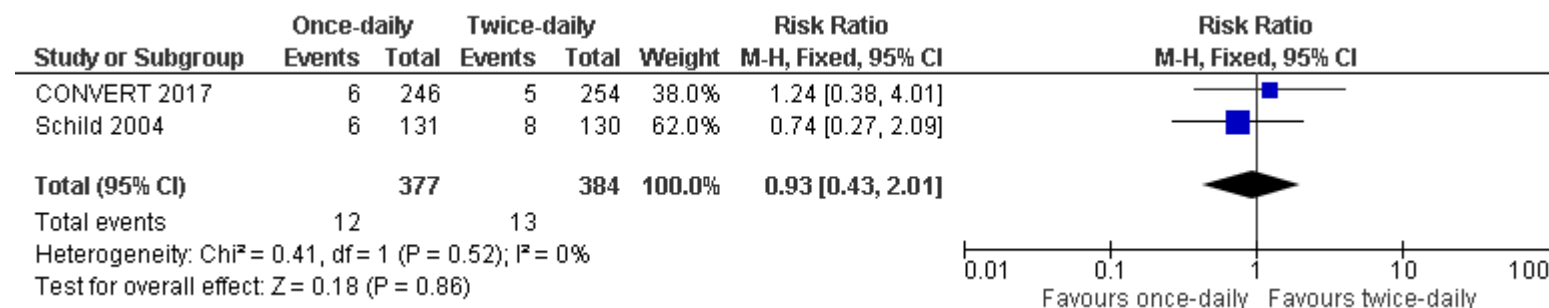 Once-daily Twice-daily Risk Ratio Risk Ratio
Study or Subgroup Events Total Events Total Weight M-H, Fixed, 95% CI M-H, Fixed, 95% CI
CONVERT 2017 6 246 5 254 38.0% 1.24 [0.38, 4.01]
Schild 2004 6 131 8 130 62.0% 0.74 [0.27, 2.09]
Total (95% CI) 377 384 100.0% 0.93 [0.43, 2.01]
Total events 12 13
Heterogeneity: Chi² = 0.41, df = 1 (P = 0.52); I² = 0%
Test for overall effect: Z = 0.18 (P = 0.86)
0.01 0.1 1 10 100
Favours once-daily Favours twice-daily